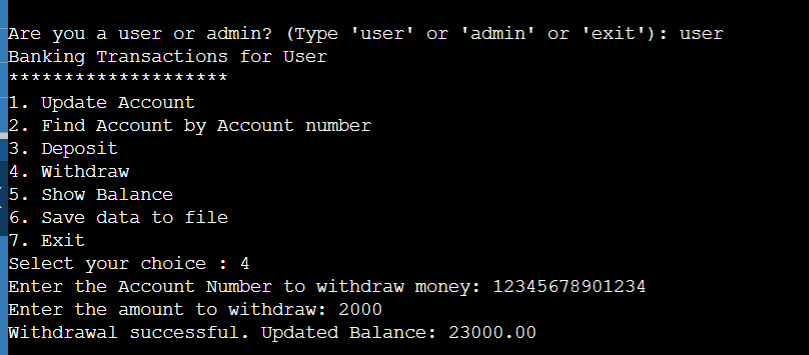 Are you a user or admin? (Type 'user' or 'admin' or 'exit'): user
Banking Transactions for User
********************
1. Update Account
2. Find Account by Account number
3. Deposit
4. Withdraw
5. Show Balance
6. Save data to file
7. Exit
Select your choice : 4
Enter the Account Number to withdraw money: 12345678901234
Enter the amount to withdraw: 2000
Withdrawal successful. Updated Balance: 23000.00